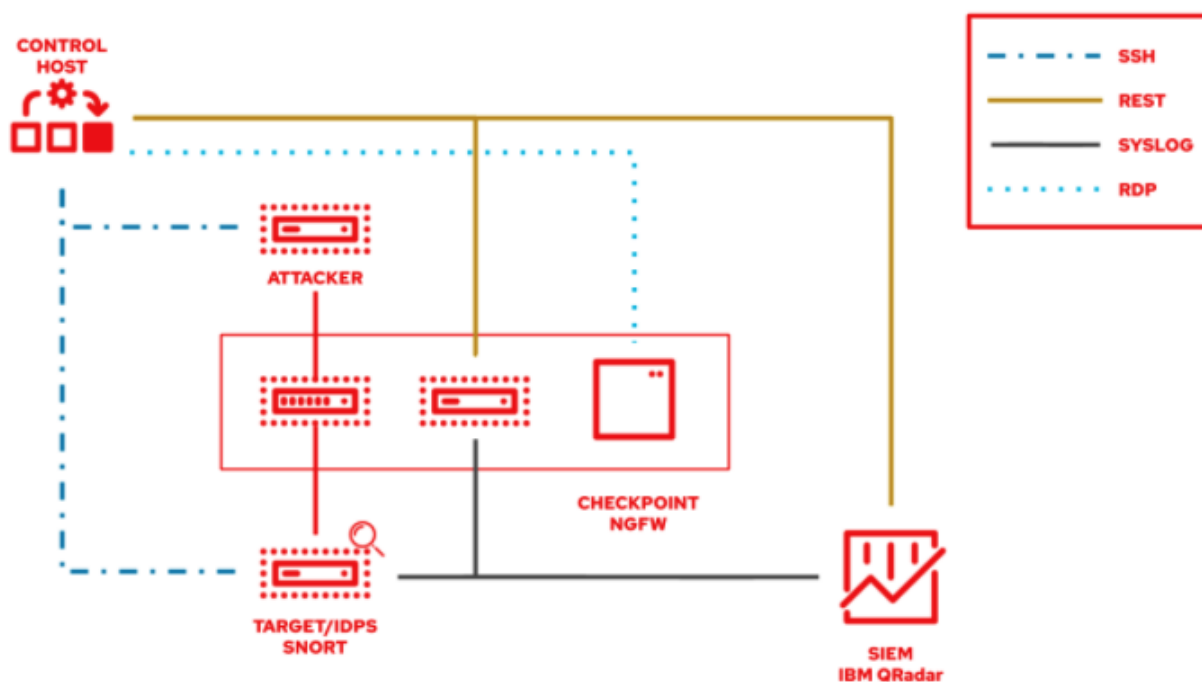 CONTROL
HOST
SSH
REST
SYSLOG
RDP
ATTACKER
CHECKPOINT
NGFW
TARGET/IDPS
SNORT
SIEM
IBM QRadar